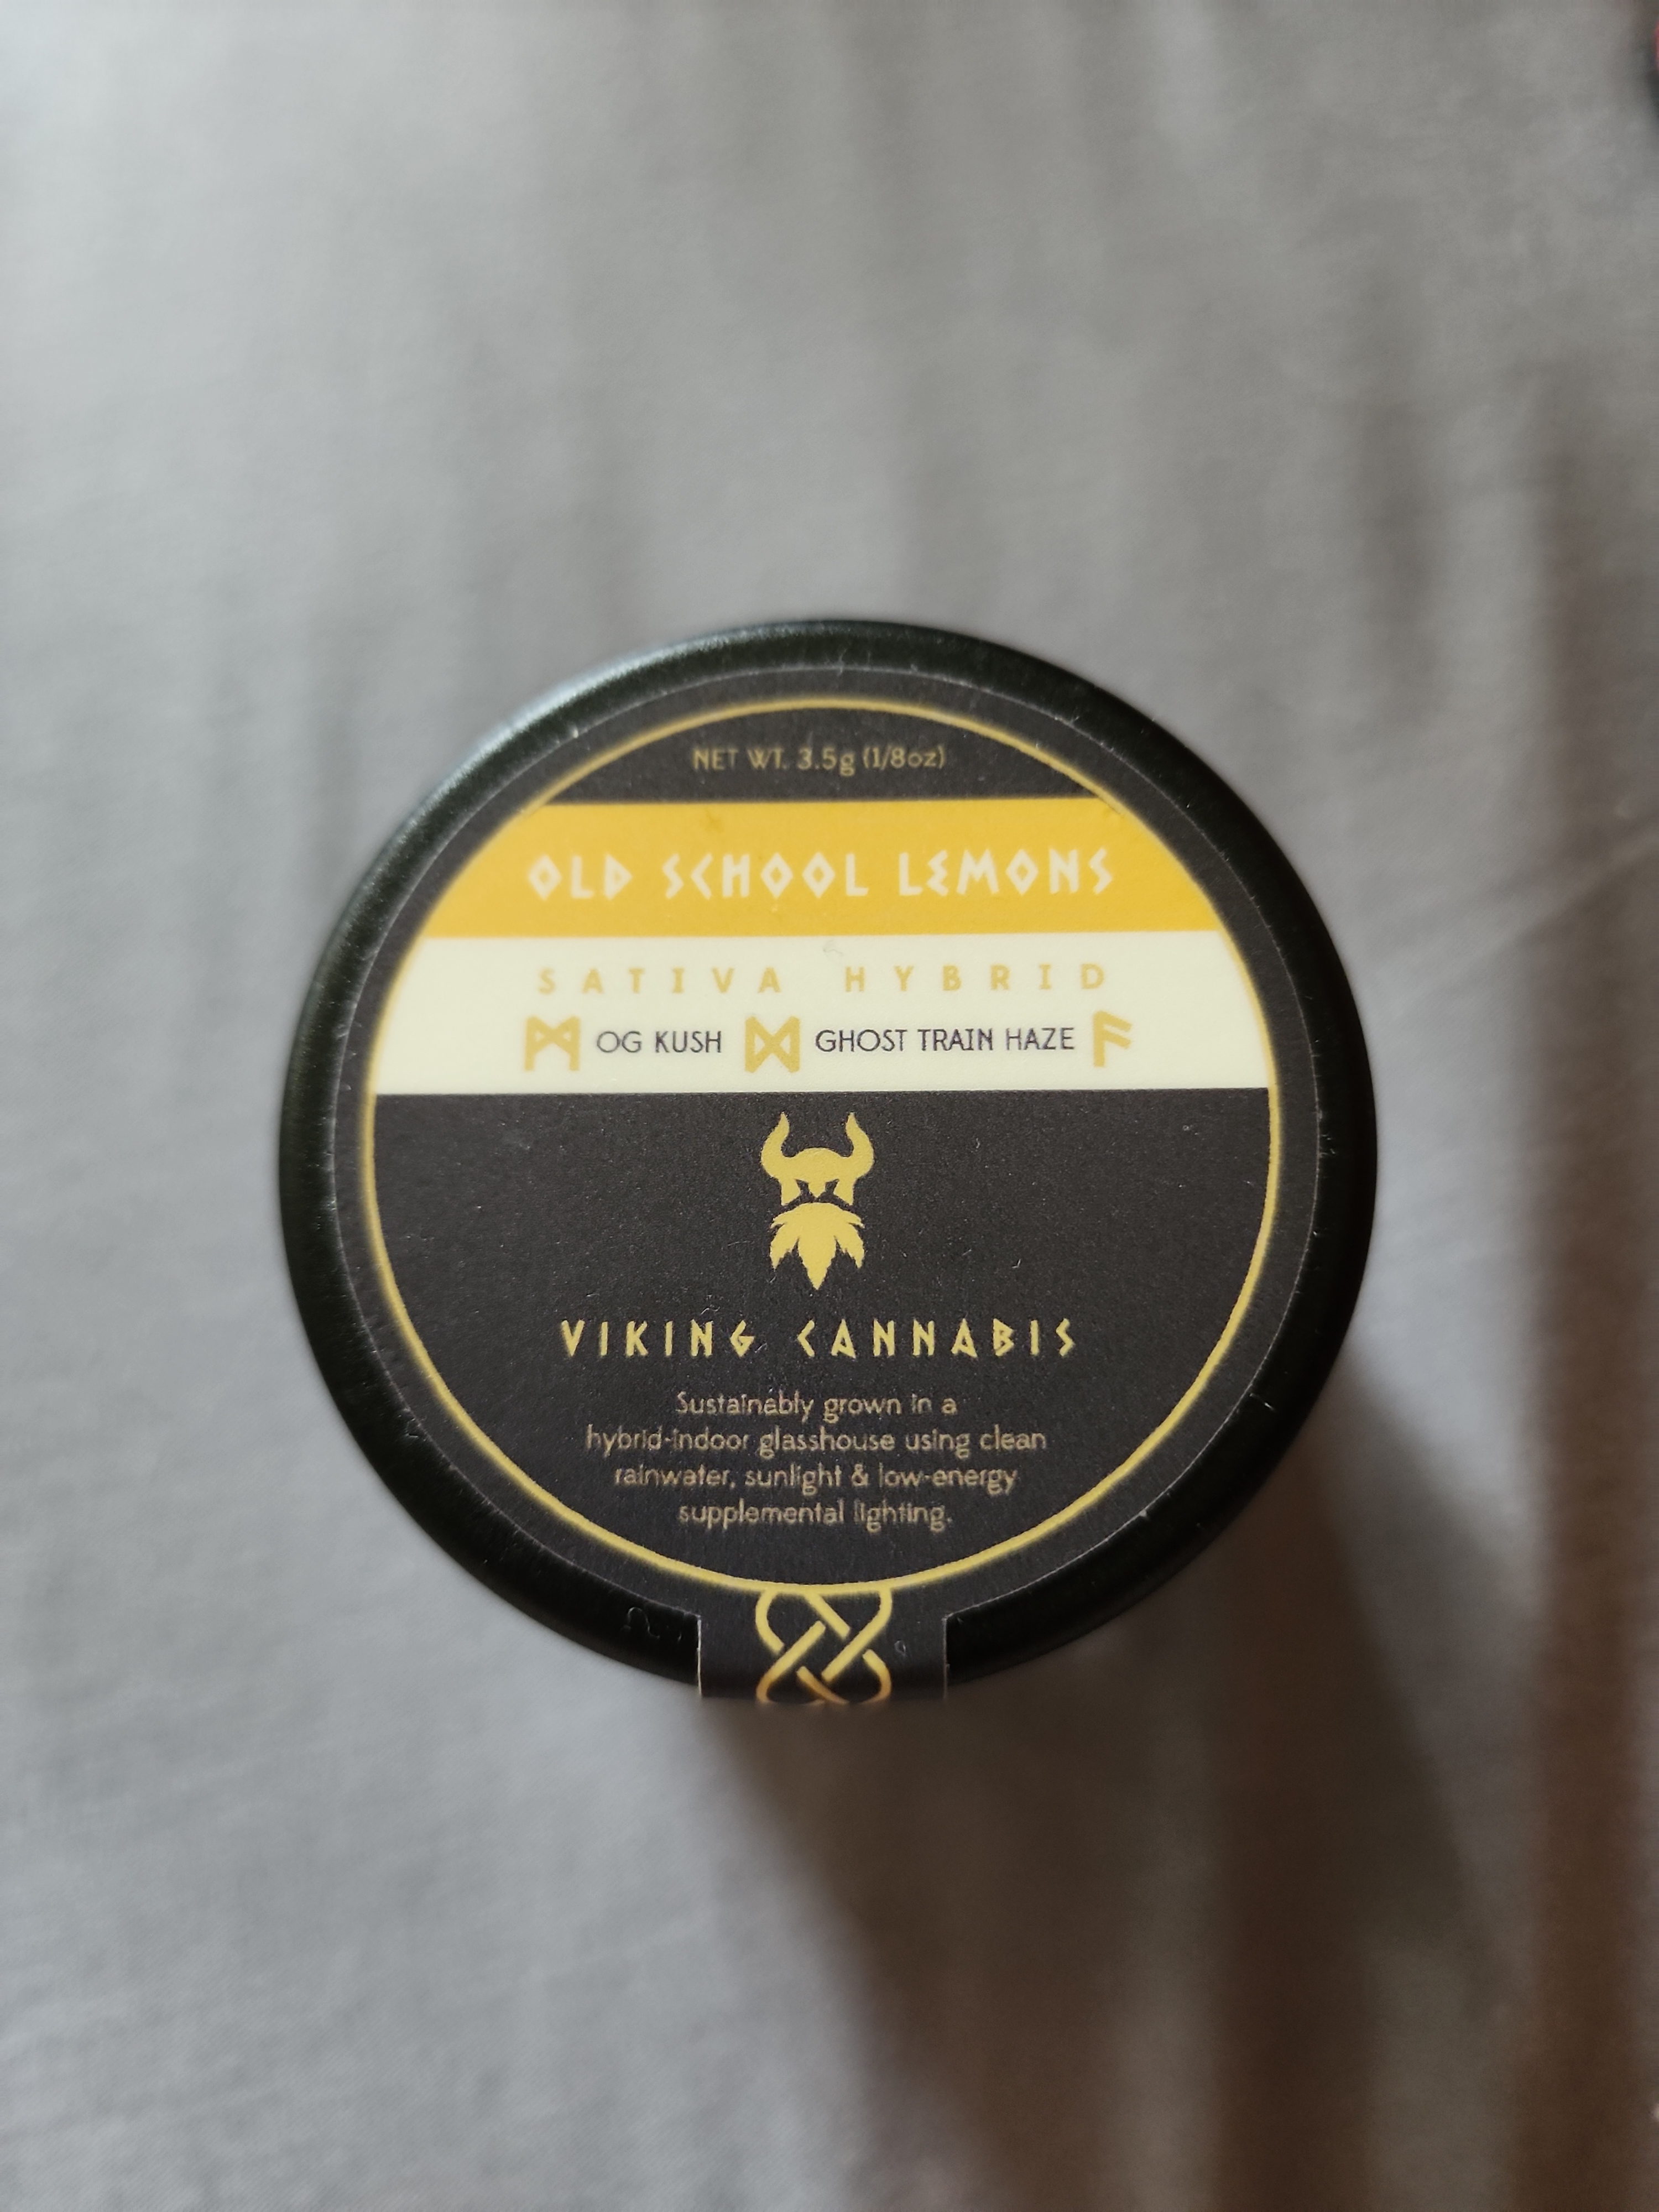 NET WT. 3.5g (1/8oz)
OLD SCHOOL LEMONS
SATIVA HYBRID
ᛗ OG KUSH ᛞ GHOST TRAIN HAZE ᚩ
VIKING CANNABIS
Sustainably grown in a
hybrid-indoor glasshouse using clean
rainwater, sunlight & low-energy
supplemental lighting.